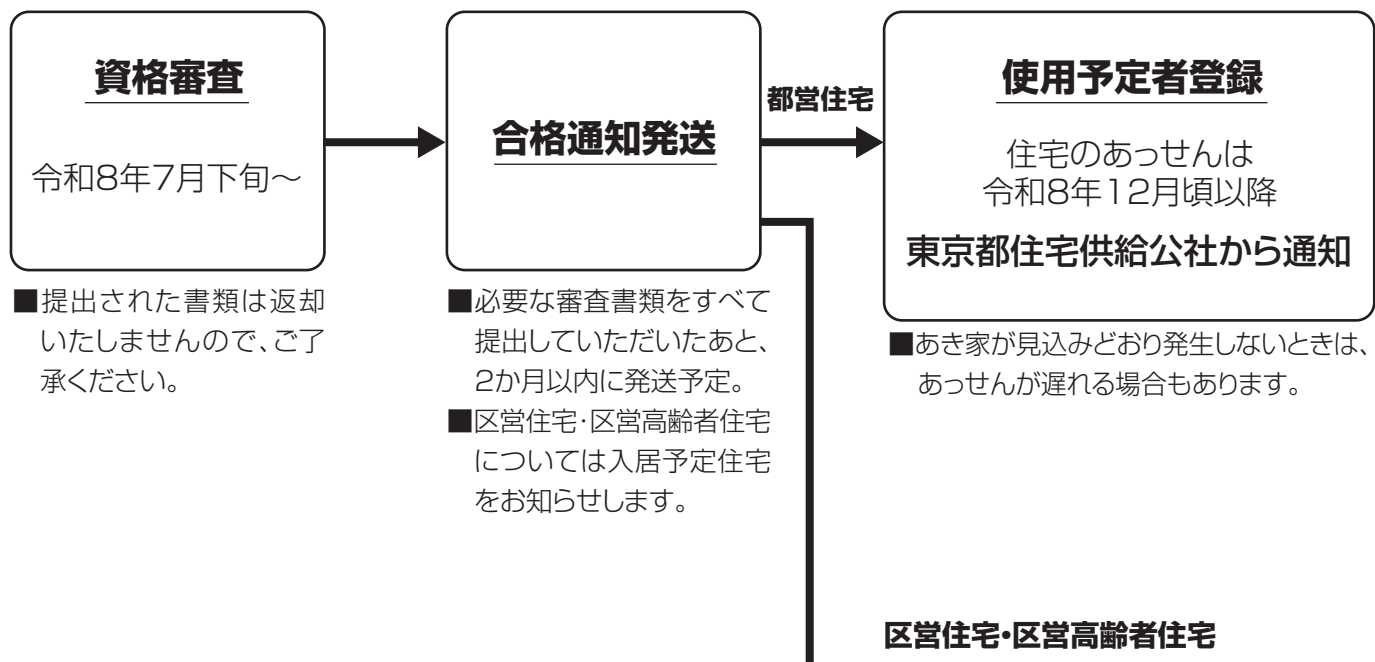 資格審査
令和8年7月下旬～
■提出された書類は返却
いたしませんので、ご了
承ください。
合格通知発送
■必要な審査書類をすべて
提出していただいたあと、
2か月以内に発送予定。
■区営住宅・区営高齢者住宅
については入居予定住宅
をお知らせします。
都営住宅
使用予定者登録
住宅のあっせんは
令和8年12月頃以降
東京都住宅供給公社から通知
■あき家が見込みどおり発生しないときは、
あっせんが遅れる場合もあります。
区営住宅・区営高齢者住宅